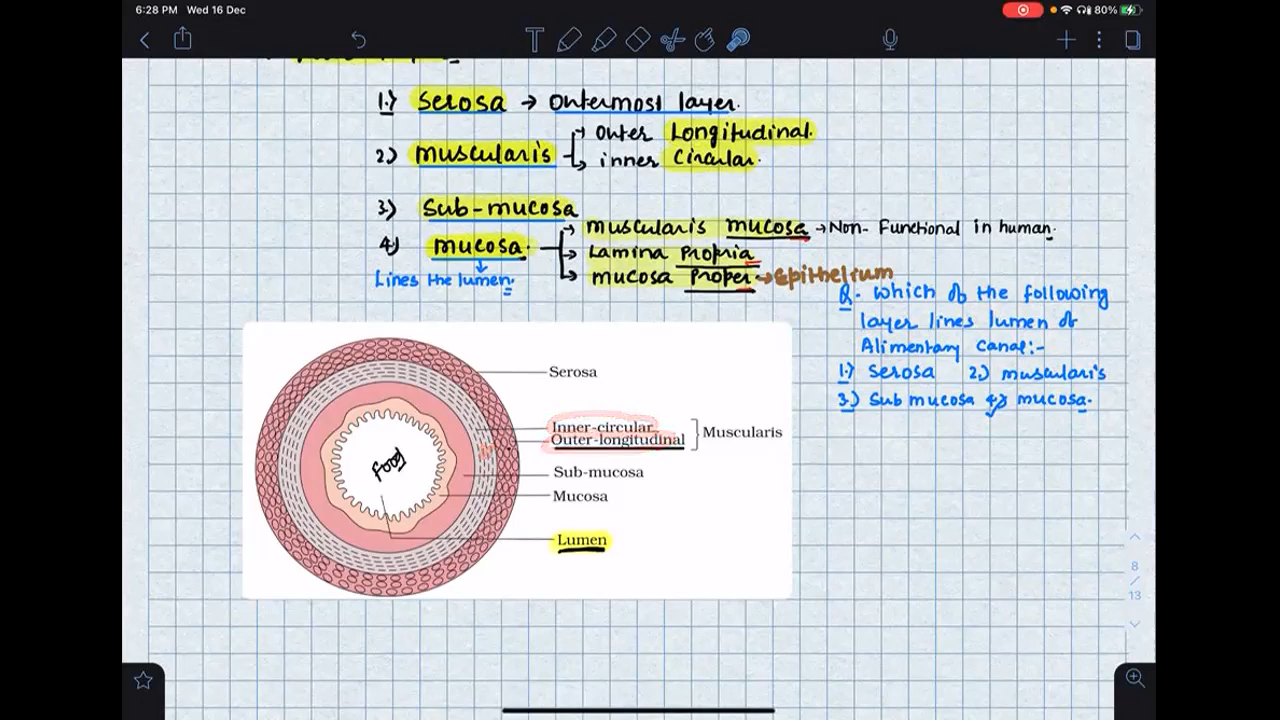 6:28 PM Wed 16 Dec
80%
1.) Serosa → Outermost layer.
2) muscularis → outer Longitudinal.
→ inner Circular.
3) Sub-mucosa
4) mucosa. → muscularis mucosa → Non-Functional in human.
→ Lamina Propria
→ mucosa Proper → Epithelium
Lines the lumen.
Q. which of the following
layer lines lumen of
Alimentary Canal:-
1.) Serosa 2.) muscularis
3.) Sub mucosa 4) mucosa.
Serosa
Inner-circular
Outer-longitudinal
Muscularis
Sub-mucosa
Mucosa
Lumen
Food
8
/
13